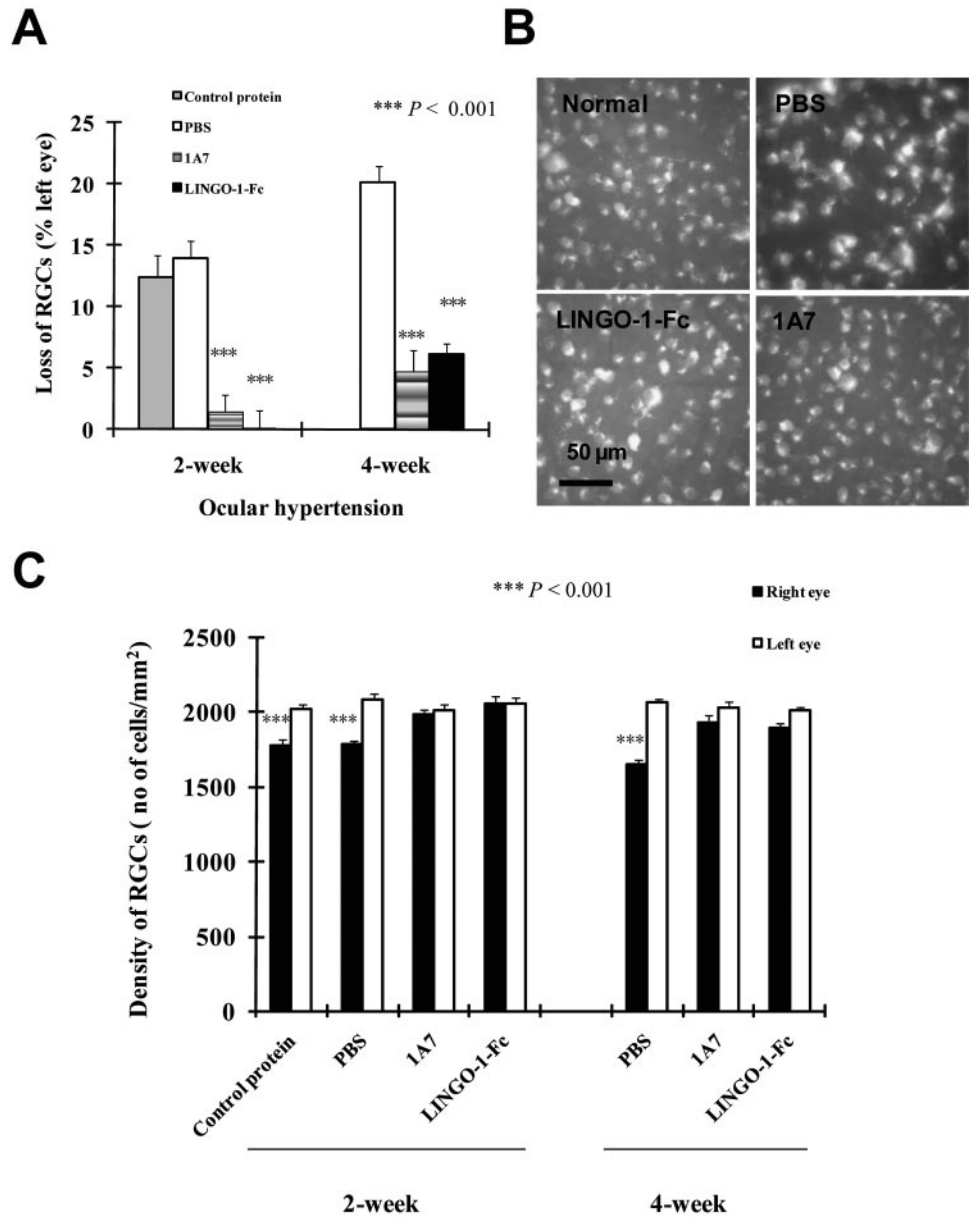 A
Control protein
PBS
1A7
LINGO-1-Fc
*** P < 0.001
25
20
15
10
5
0
Loss of RGCs (% left eye)
***
***
***
***
2-week
4-week
Ocular hypertension
B
Normal
PBS
LINGO-1-Fc
1A7
50 µm
C
*** P < 0.001
Right eye
Left eye
2500
2000
1500
1000
500
0
Density of RGCs ( no of cells/mm²)
***
***
***
Control protein
PBS
1A7
LINGO-1-Fc
PBS
1A7
LINGO-1-Fc
2-week
4-week